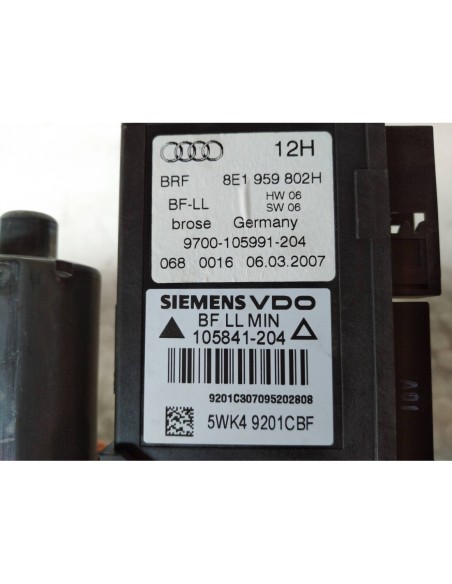 12H
BRF 8E1 959 802H
BF-LL HW 06
SW 06
brose Germany
9700-105991-204
068 0016 06.03.2007
SIEMENS VDO
BF LL MIN
105841-204
9201C307095202808
5WK4 9201CBF